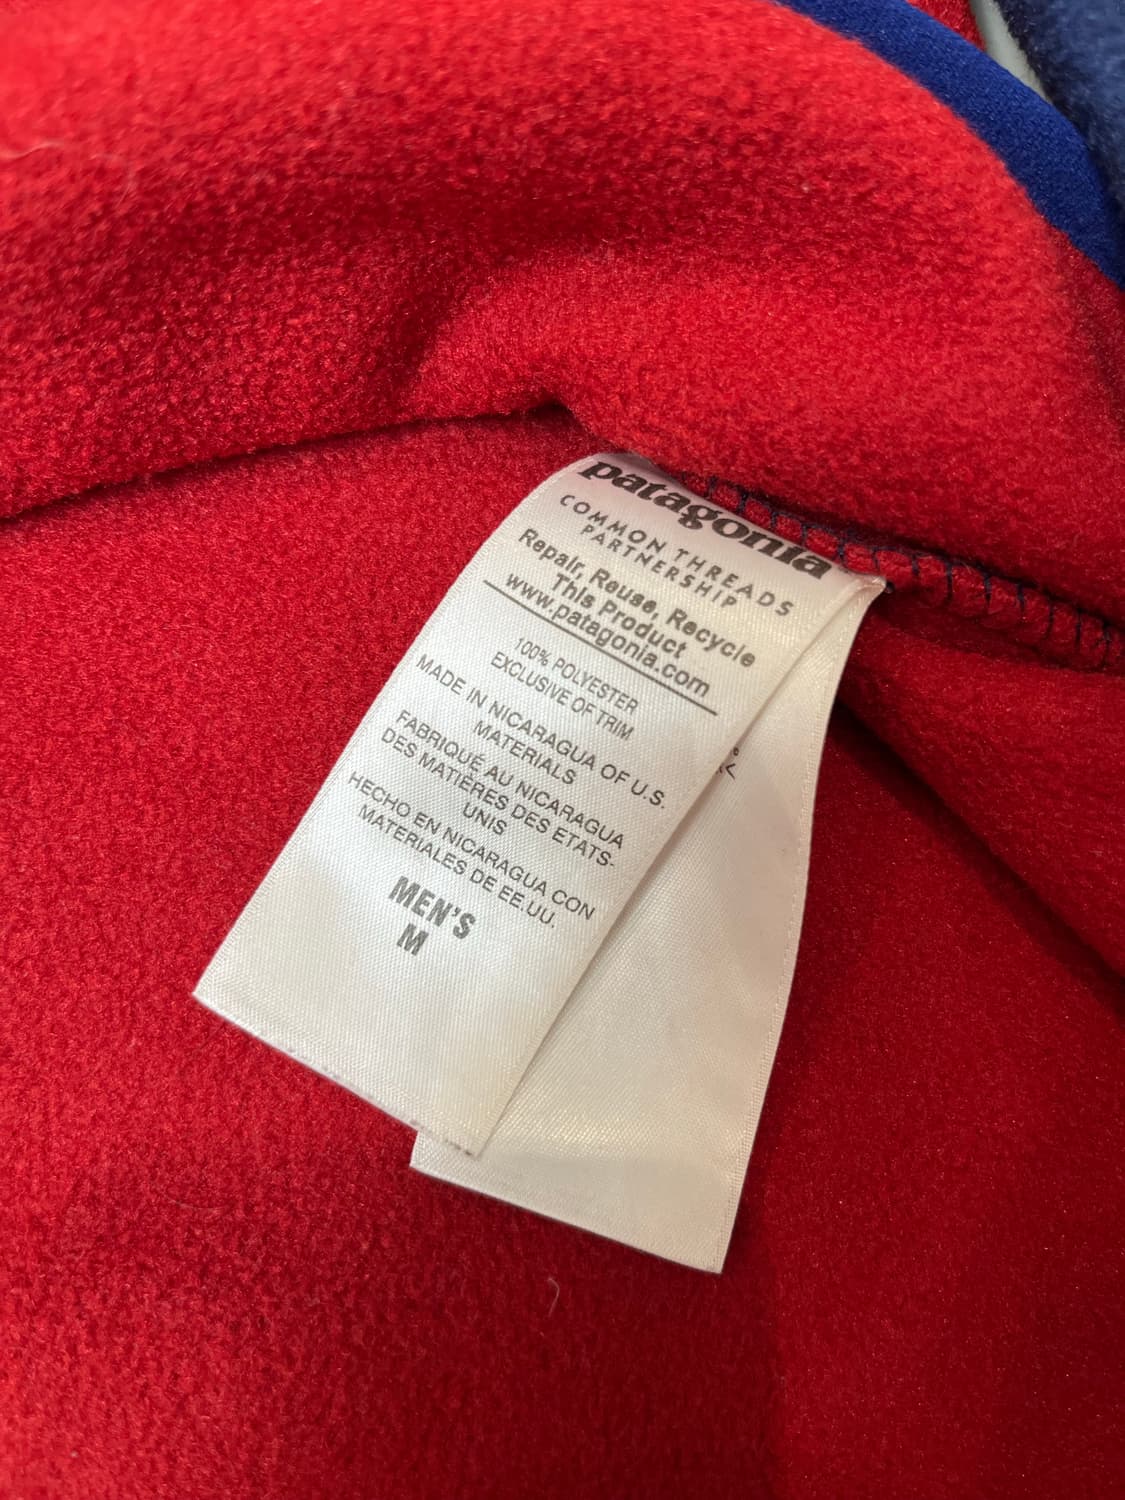 patagonia
COMMON THREADS
PARTNERSHIP
Repair, Reuse, Recycle
This Product
www.patagonia.com
100% POLYESTER
EXCLUSIVE OF TRIM
MADE IN NICARAGUA OF U.S.
MATERIALS
FABRIQUÉ AU NICARAGUA
DES MATIÈRES DES ETATS-
UNIS
HECHO EN NICARAGUA CON
MATERIALES DE EE.UU.
MEN'S
M